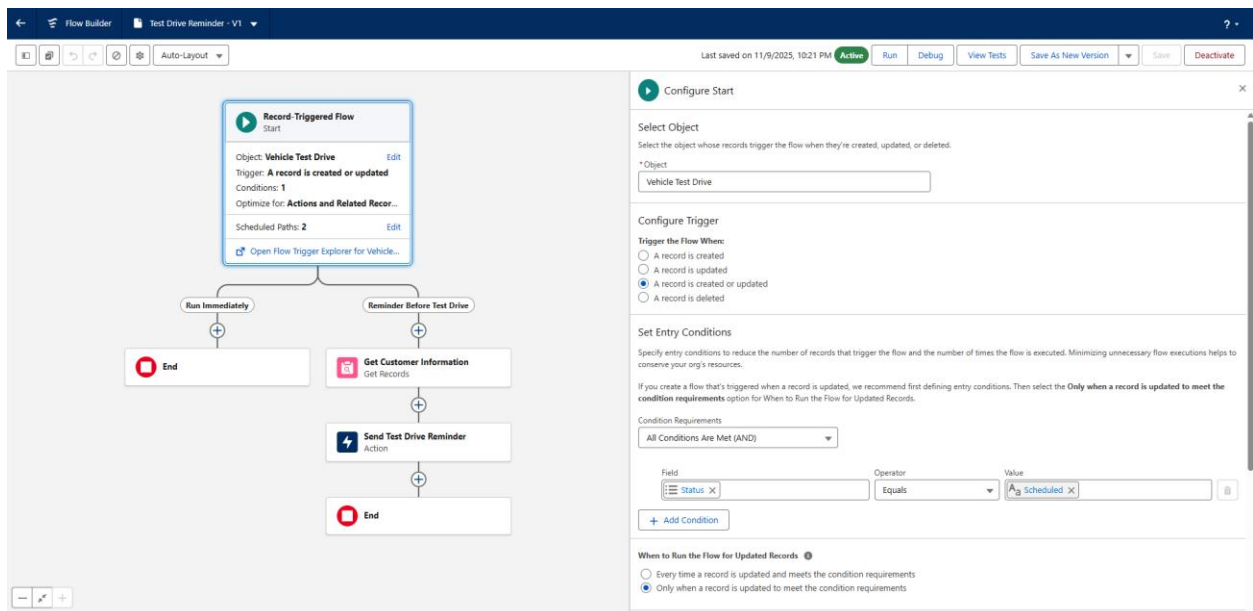 Flow Builder
Test Drive Reminder - V1
?
Auto-Layout
Last saved on 11/9/2025, 10:21 PM
Active
Run
Debug
View Tests
Save As New Version
Save
Deactivate
Record-Triggered Flow
Start
Object: Vehicle Test Drive
Edit
Trigger: A record is created or updated
Conditions: 1
Optimize for: Actions and Related Recor...
Scheduled Paths: 2
Edit
Open Flow Trigger Explorer for Vehicle...
Run Immediately
Reminder Before Test Drive
End
Get Customer Information
Get Records
Send Test Drive Reminder
Action
End
Configure Start
Select Object
Select the object whose records trigger the flow when they're created, updated, or deleted.
*Object
Vehicle Test Drive
Configure Trigger
Trigger the Flow When:
A record is created
A record is updated
A record is created or updated
A record is deleted
Set Entry Conditions
Specify entry conditions to reduce the number of records that trigger the flow and the number of times the flow is executed. Minimizing unnecessary flow executions helps to
conserve your org's resources.
If you create a flow that's triggered when a record is updated, we recommend first defining entry conditions. Then select the Only when a record is updated to meet the
condition requirements option for When to Run the Flow for Updated Records.
Condition Requirements
All Conditions Are Met (AND)
Field
Operator
Value
Status
Equals
Aa Scheduled
+ Add Condition
When to Run the Flow for Updated Records
Every time a record is updated and meets the condition requirements
Only when a record is updated to meet the condition requirements